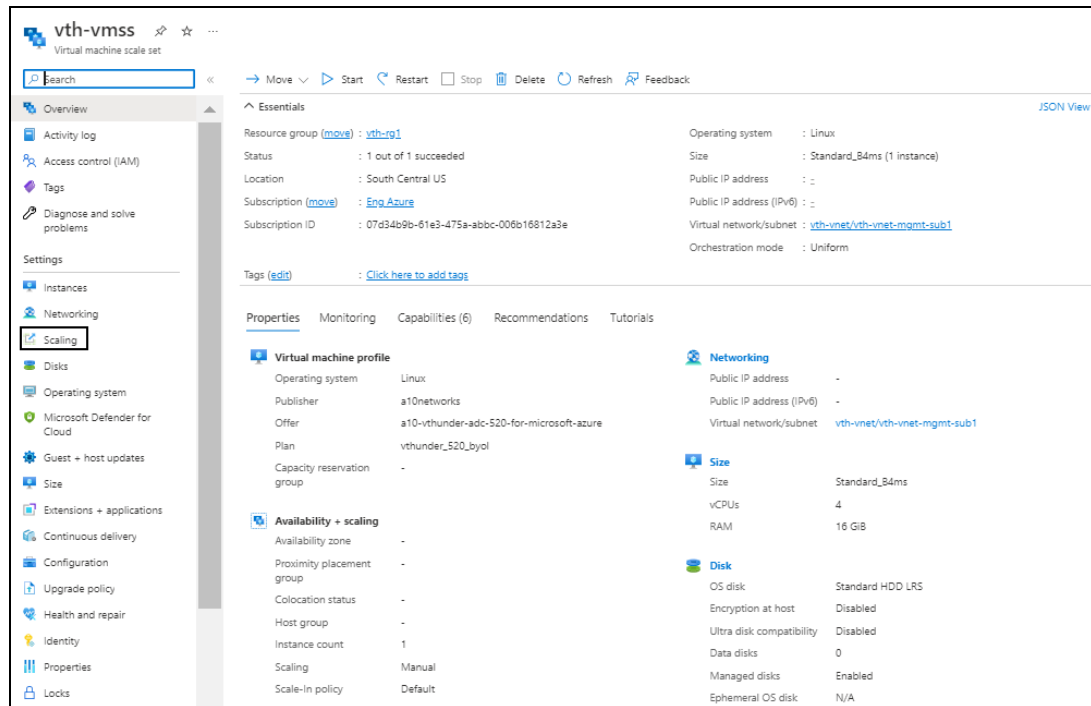 vth-vmss
Virtual machine scale set
Search
Overview
Activity log
Access control (IAM)
Tags
Diagnose and solve
problems
Settings
Instances
Networking
Scaling
Disks
Operating system
Microsoft Defender for
Cloud
Guest + host updates
Size
Extensions + applications
Continuous delivery
Configuration
Upgrade policy
Health and repair
Identity
Properties
Locks
Move Start Restart Stop Delete Refresh Feedback
Essentials JSON View
Resource group (move) : vth-rg1
Status : 1 out of 1 succeeded
Location : South Central US
Subscription (move) : Eng Azure
Subscription ID : 07d34b9b-61e3-475a-abbc-006b16812a3e
Operating system : Linux
Size : Standard_B4ms (1 instance)
Public IP address : -
Public IP address (IPv6) : -
Virtual network/subnet : vth-vnet/vth-vnet-mgmt-sub1
Orchestration mode : Uniform
Tags (edit) : Click here to add tags
Properties Monitoring Capabilities (6) Recommendations Tutorials
Virtual machine profile
Operating system Linux
Publisher a10networks
Offer a10-vthunder-adc-520-for-microsoft-azure
Plan vthunder_520_byol
Capacity reservation -
group
Availability + scaling
Availability zone -
Proximity placement -
group
Colocation status -
Host group -
Instance count 1
Scaling Manual
Scale-In policy Default
Networking
Public IP address -
Public IP address (IPv6) -
Virtual network/subnet vth-vnet/vth-vnet-mgmt-sub1
Size
Size Standard_B4ms
vCPUs 4
RAM 16 GiB
Disk
OS disk Standard HDD LRS
Encryption at host Disabled
Ultra disk compatibility Disabled
Data disks 0
Managed disks Enabled
Ephemeral OS disk N/A